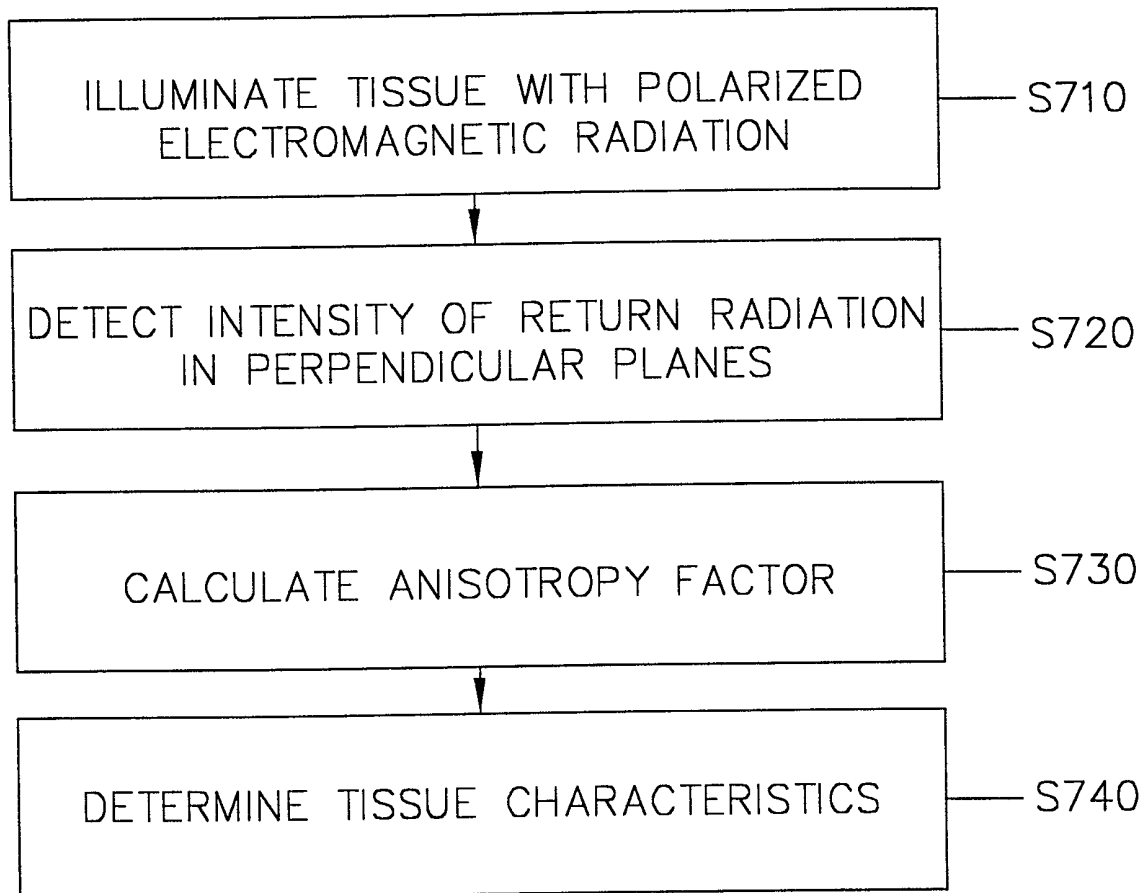 ILLUMINATE TISSUE WITH POLARIZED
ELECTROMAGNETIC RADIATION
S710
DETECT INTENSITY OF RETURN RADIATION
IN PERPENDICULAR PLANES
S720
CALCULATE ANISOTROPY FACTOR
S730
DETERMINE TISSUE CHARACTERISTICS
S740